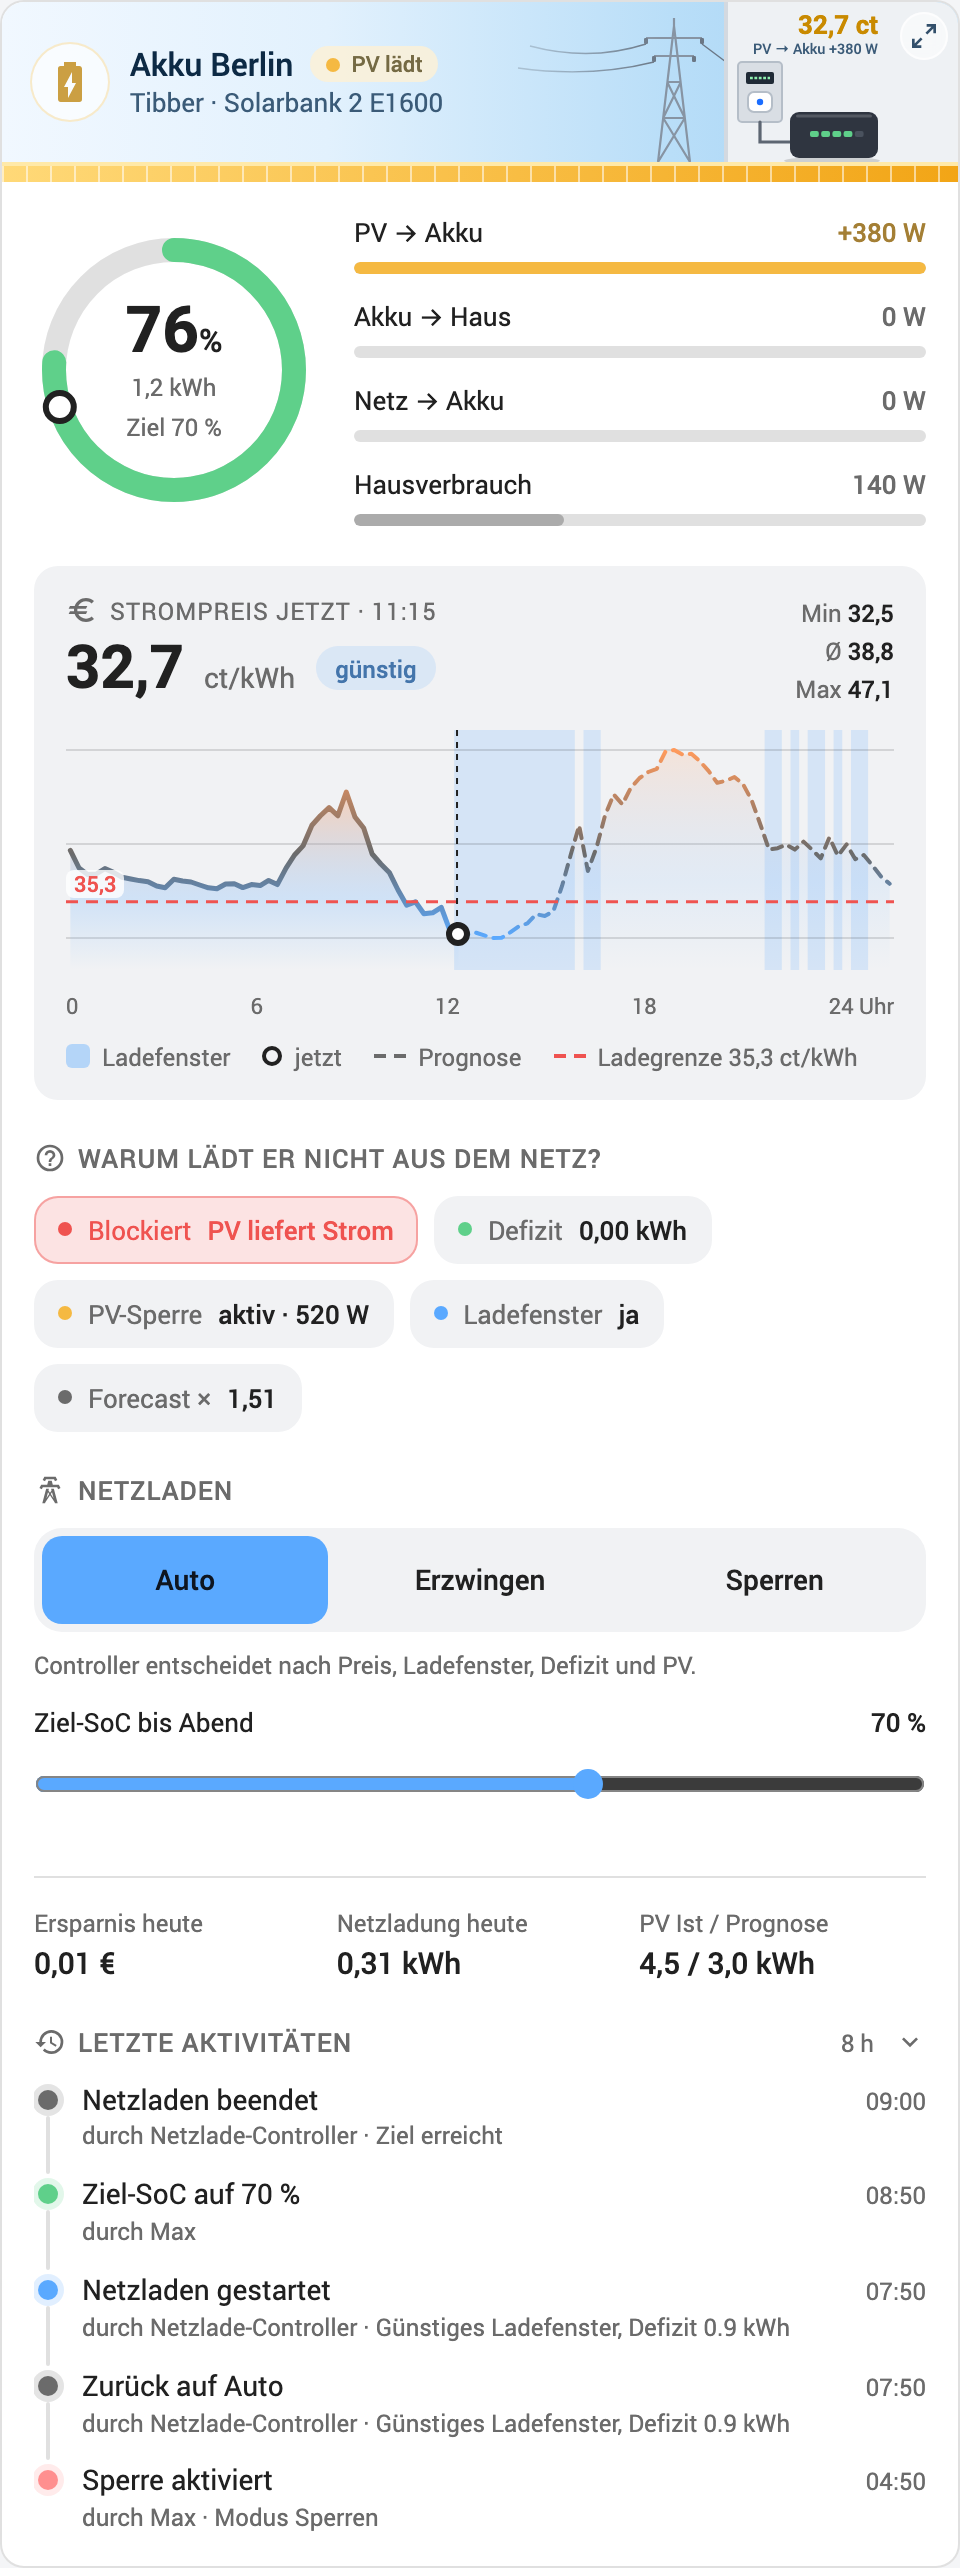 Akku Berlin
PV lädt
Tibber · Solarbank 2 E1600
32,7 ct
PV → Akku +380 W
76%
1,2 kWh
Ziel 70 %
PV → Akku +380 W
Akku → Haus 0 W
Netz → Akku 0 W
Hausverbrauch 140 W
STROMPREIS JETZT · 11:15
32,7 ct/kWh günstig
Min 32,5
Ø 38,8
Max 47,1
35,3
0 6 12 18 24 Uhr
Ladefenster jetzt Prognose Ladegrenze 35,3 ct/kWh
WARUM LÄDT ER NICHT AUS DEM NETZ?
Blockiert PV liefert Strom Defizit 0,00 kWh
PV-Sperre aktiv · 520 W Ladefenster ja
Forecast × 1,51
NETZLADEN
Auto Erzwingen Sperren
Controller entscheidet nach Preis, Ladefenster, Defizit und PV.
Ziel-SoC bis Abend 70 %
Ersparnis heute Netzladung heute PV Ist / Prognose
0,01 € 0,31 kWh 4,5 / 3,0 kWh
LETZTE AKTIVITÄTEN 8 h
Netzladen beendet 09:00
durch Netzlade-Controller · Ziel erreicht
Ziel-SoC auf 70 % 08:50
durch Max
Netzladen gestartet 07:50
durch Netzlade-Controller · Günstiges Ladefenster, Defizit 0.9 kWh
Zurück auf Auto 07:50
durch Netzlade-Controller · Günstiges Ladefenster, Defizit 0.9 kWh
Sperre aktiviert 04:50
durch Max · Modus Sperren